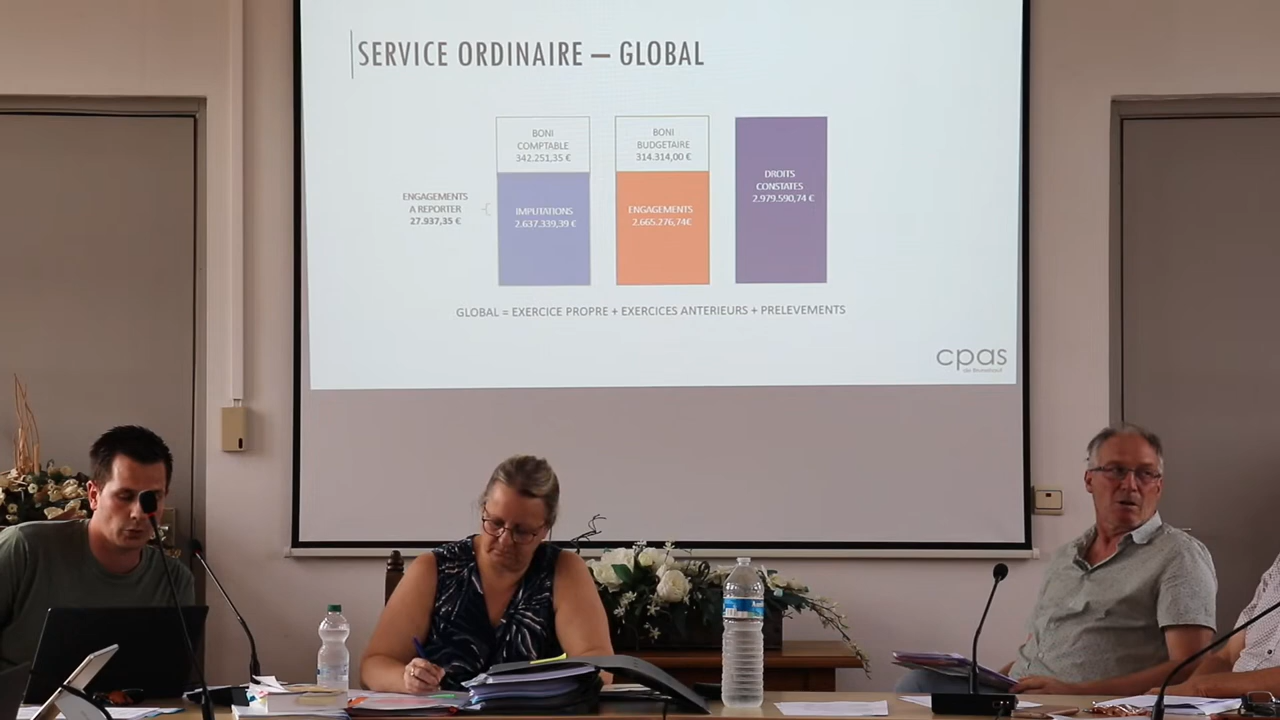 SERVICE ORDINAIRE – GLOBAL
BONI
COMPTABLE
342.251,35 €
BONI
BUDGETAIRE
314.314,00 €
DROITS
CONSTATES
2.979.590,74 €
ENGAGEMENTS
A REPORTER
27.937,35 €
IMPUTATIONS
2.637.339,39 €
ENGAGEMENTS
2.665.276,74€
GLOBAL = EXERCICE PROPRE + EXERCICES ANTERIEURS + PRELEVEMENTS
cpas
de Brunehaut